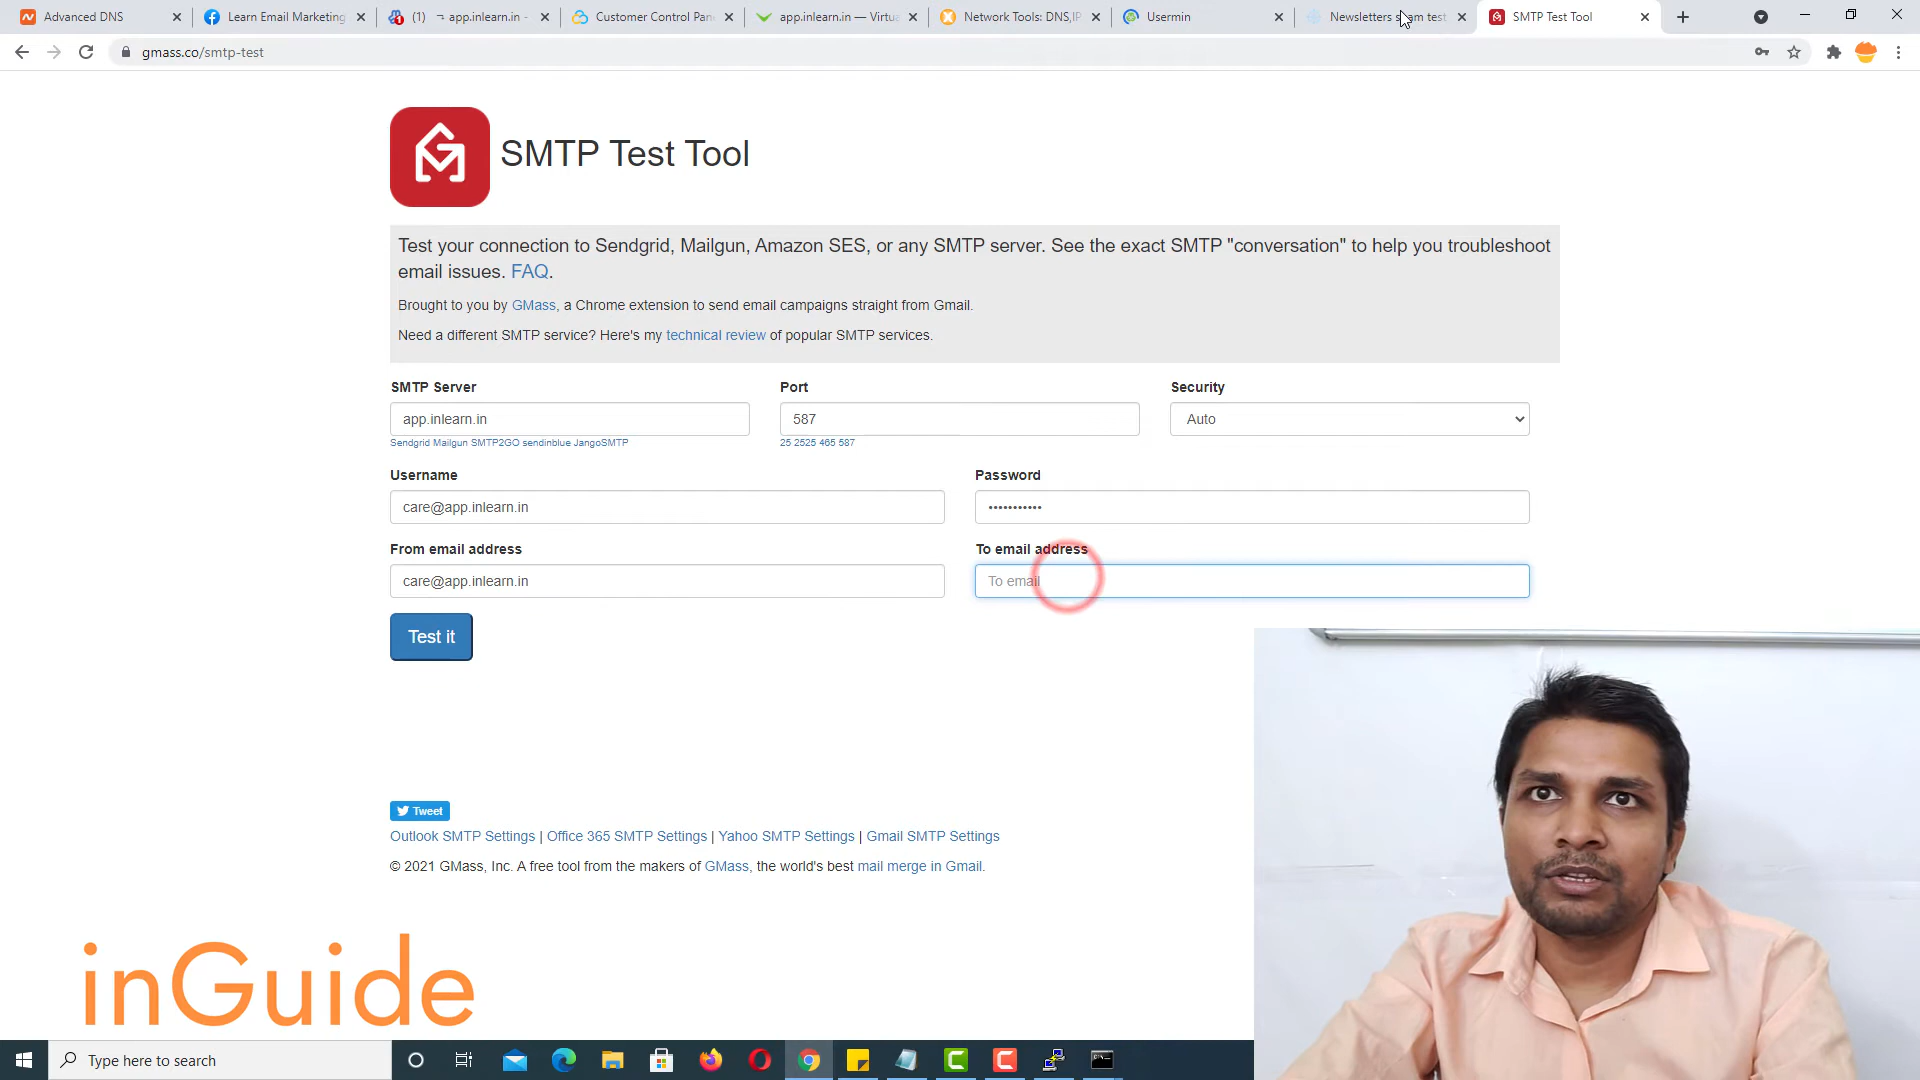 Advanced DNS
Learn Email Marketing
(1) app.inlearn.in -
Customer Control Pan
app.inlearn.in — Virtua
Network Tools: DNS,IP
Usermin
Newsletters spam test
SMTP Test Tool
gmass.co/smtp-test
SMTP Test Tool
Test your connection to Sendgrid, Mailgun, Amazon SES, or any SMTP server. See the exact SMTP "conversation" to help you troubleshoot
email issues. FAQ.
Brought to you by GMass, a Chrome extension to send email campaigns straight from Gmail.
Need a different SMTP service? Here's my technical review of popular SMTP services.
SMTP Server
Port
Security
app.inlearn.in
587
Auto
Sendgrid Mailgun SMTP2GO sendinblue JangoSMTP
25 2525 465 587
Username
Password
care@app.inlearn.in
•••••••••••
From email address
To email address
care@app.inlearn.in
To email
Test it
Tweet
Outlook SMTP Settings | Office 365 SMTP Settings | Yahoo SMTP Settings | Gmail SMTP Settings
© 2021 GMass, Inc. A free tool from the makers of GMass, the world's best mail merge in Gmail.
inGuide
Type here to search